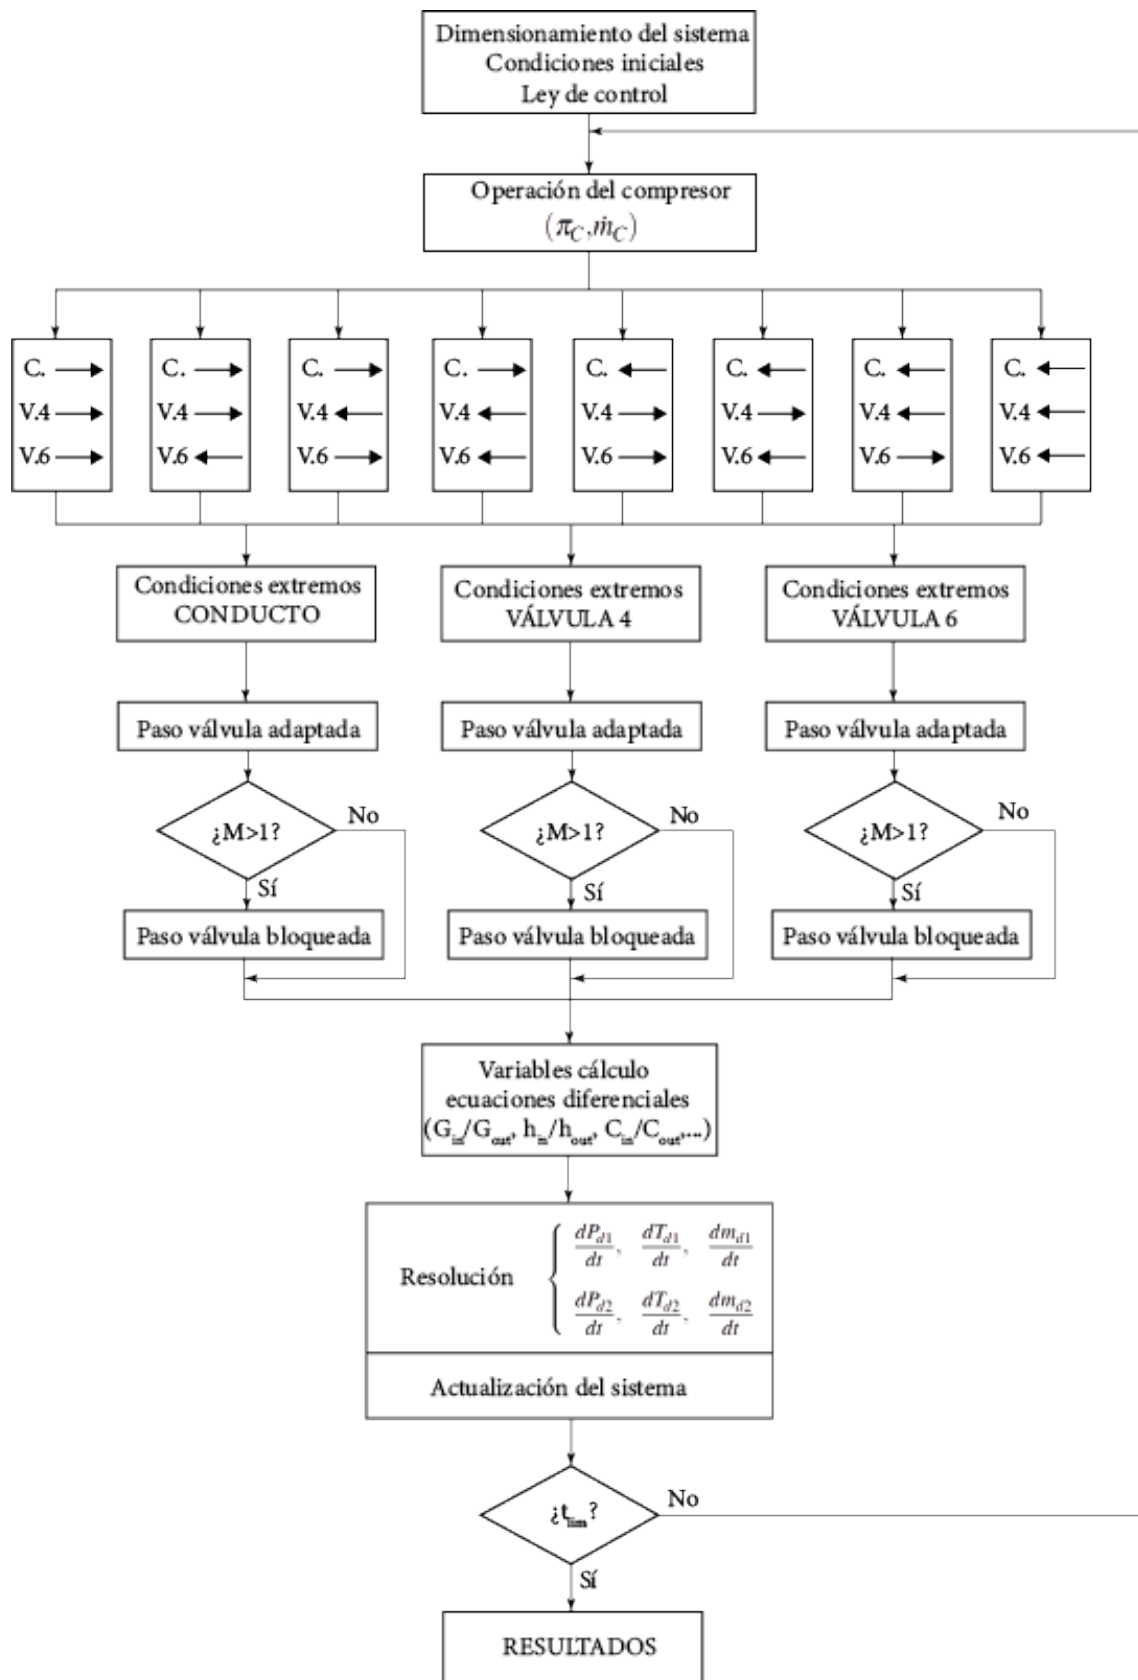 Dimensionamiento del sistema
Condiciones iniciales
Ley de control
Operación del compresor
(π_C, ṁ_C)
C. →
V.4 →
V.6 →
C. →
V.4 →
V.6 ←
C. →
V.4 ←
V.6 →
C. →
V.4 ←
V.6 ←
C. ←
V.4 →
V.6 →
C. ←
V.4 →
V.6 ←
C. ←
V.4 ←
V.6 →
C. ←
V.4 ←
V.6 ←
Condiciones extremos
CONDUCTO
Condiciones extremos
VÁLVULA 4
Condiciones extremos
VÁLVULA 6
Paso válvula adaptada
Paso válvula adaptada
Paso válvula adaptada
¿M>1?
No
Sí
¿M>1?
No
Sí
¿M>1?
No
Sí
Paso válvula bloqueada
Paso válvula bloqueada
Paso válvula bloqueada
Variables cálculo
ecuaciones diferenciales
(G_in/G_out, h_in/h_out, C_in/C_out,...)
Resolución { dP_d1/dt, dT_d1/dt, dm_d1/dt
dP_d2/dt, dT_d2/dt, dm_d2/dt
Actualización del sistema
¿t_lim?
No
Sí
RESULTADOS